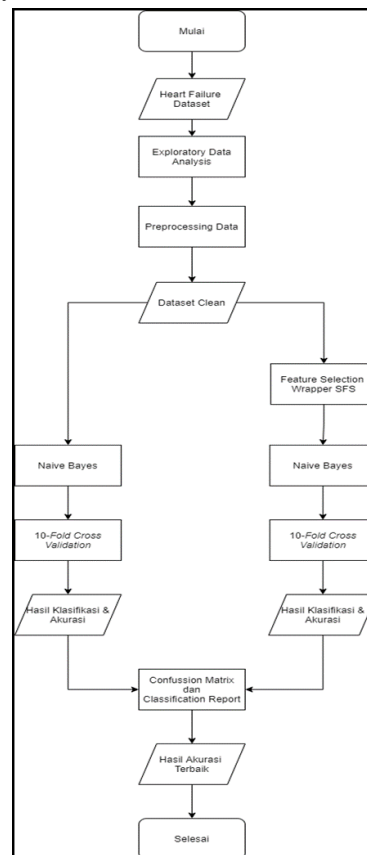 Mulai
Heart Failure
Dataset
Exploratory Data
Analysis
Preprocessing Data
Dataset Clean
Feature Selection
Wrapper SFS
Naive Bayes
Naive Bayes
10-Fold Cross
Validation
10-Fold Cross
Validation
Hasil Klasifikasi &
Akurasi
Hasil Klasifikasi &
Akurasi
Confussion Matrix
dan
Classification Report
Hasil Akurasi
Terbaik
Selesai